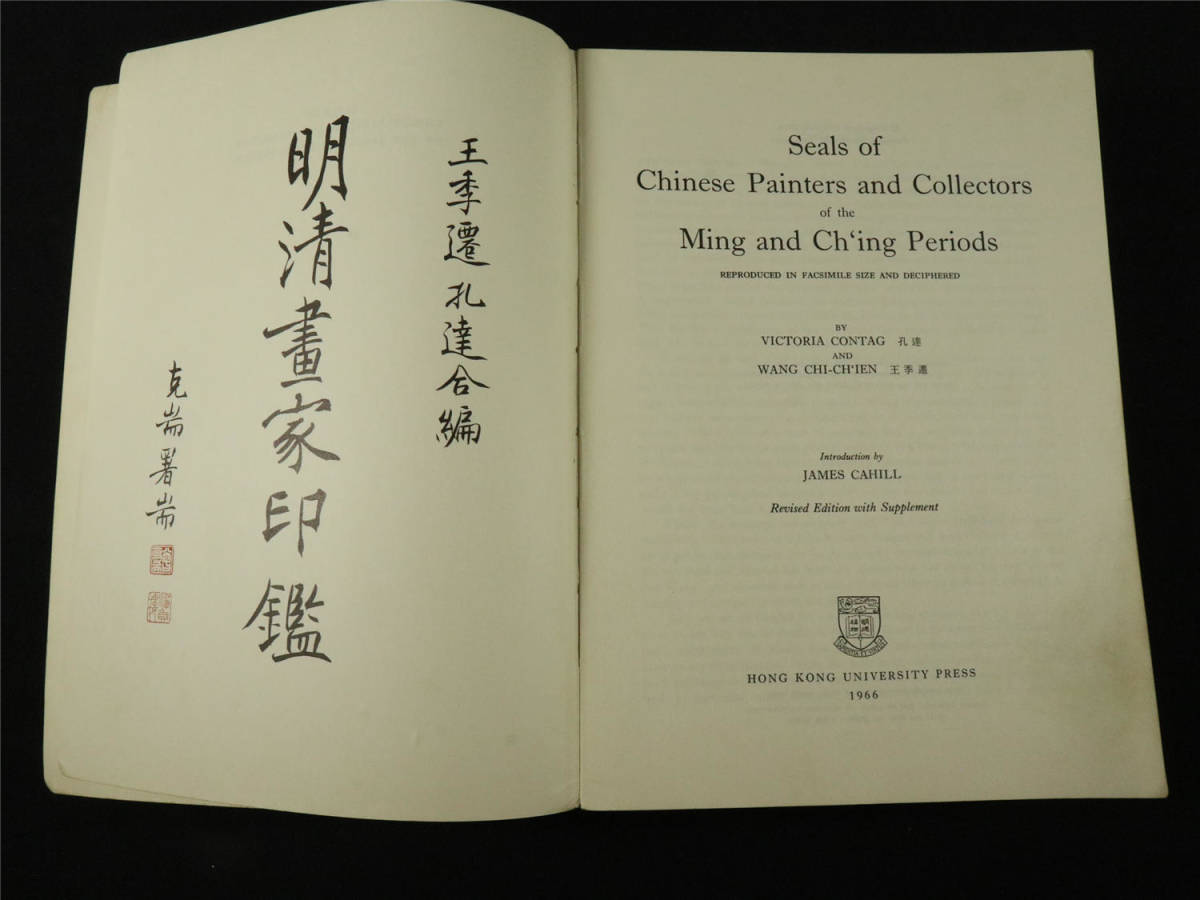 王季遷孔達合編
明清畫家印鑑
克耑署耑
Seals of
Chinese Painters and Collectors
of the
Ming and Ch‘ing Periods
REPRODUCED IN FACSIMILE SIZE AND DECIPHERED
BY
VICTORIA CONTAG 孔達
AND
WANG CHI-CH‘IEN 王季遷
Introduction by
JAMES CAHILL
Revised Edition with Supplement
HONG KONG UNIVERSITY PRESS
1966